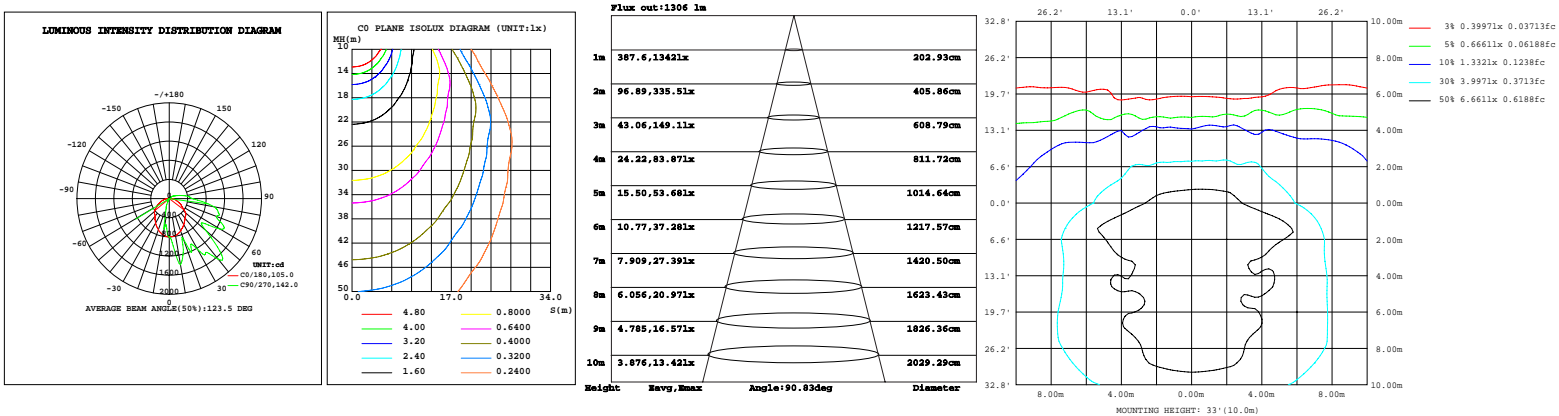 LUMINOUS INTENSITY DISTRIBUTION DIAGRAM
-/+180
-150 150
-120 120
-90 90
-60 60
-30 30
0
0
400
800
1200
1600
2000
UNIT:cd
C0/180,105.0
C90/270,142.0
AVERAGE BEAM ANGLE(50%):123.5 DEG
C0 PLANE ISOLUX DIAGRAM (UNIT:lx)
MH(m)
10
14
18
22
26
30
34
38
42
46
50
0.0 17.0 34.0
S(m)
4.80 0.8000
4.00 0.6400
3.20 0.4000
2.40 0.3200
1.60 0.2400
Flux out:1306 lm
1m 387.6,1342lx 202.93cm
2m 96.89,335.5lx 405.86cm
3m 43.06,149.1lx 608.79cm
4m 24.22,83.87lx 811.72cm
5m 15.50,53.68lx 1014.64cm
6m 10.77,37.28lx 1217.57cm
7m 7.909,27.39lx 1420.50cm
8m 6.056,20.97lx 1623.43cm
9m 4.785,16.57lx 1826.36cm
10m 3.876,13.42lx 2029.29cm
Height Eavg,Emax Angle:90.83deg Diameter
26.2' 13.1' 0.0' 13.1' 26.2'
32.8' 10.00m
26.2' 8.00m
19.7' 6.00m
13.1' 4.00m
6.6' 2.00m
0.0' 0.00m
6.6' 2.00m
13.1' 4.00m
19.7' 6.00m
26.2' 8.00m
32.8' 10.00m
8.00m 4.00m 0.00m 4.00m 8.00m
MOUNTING HEIGHT: 33'(10.0m)
3% 0.3997lx 0.03713fc
5% 0.6661lx 0.06188fc
10% 1.332lx 0.1238fc
30% 3.997lx 0.3713fc
50% 6.661lx 0.6188fc